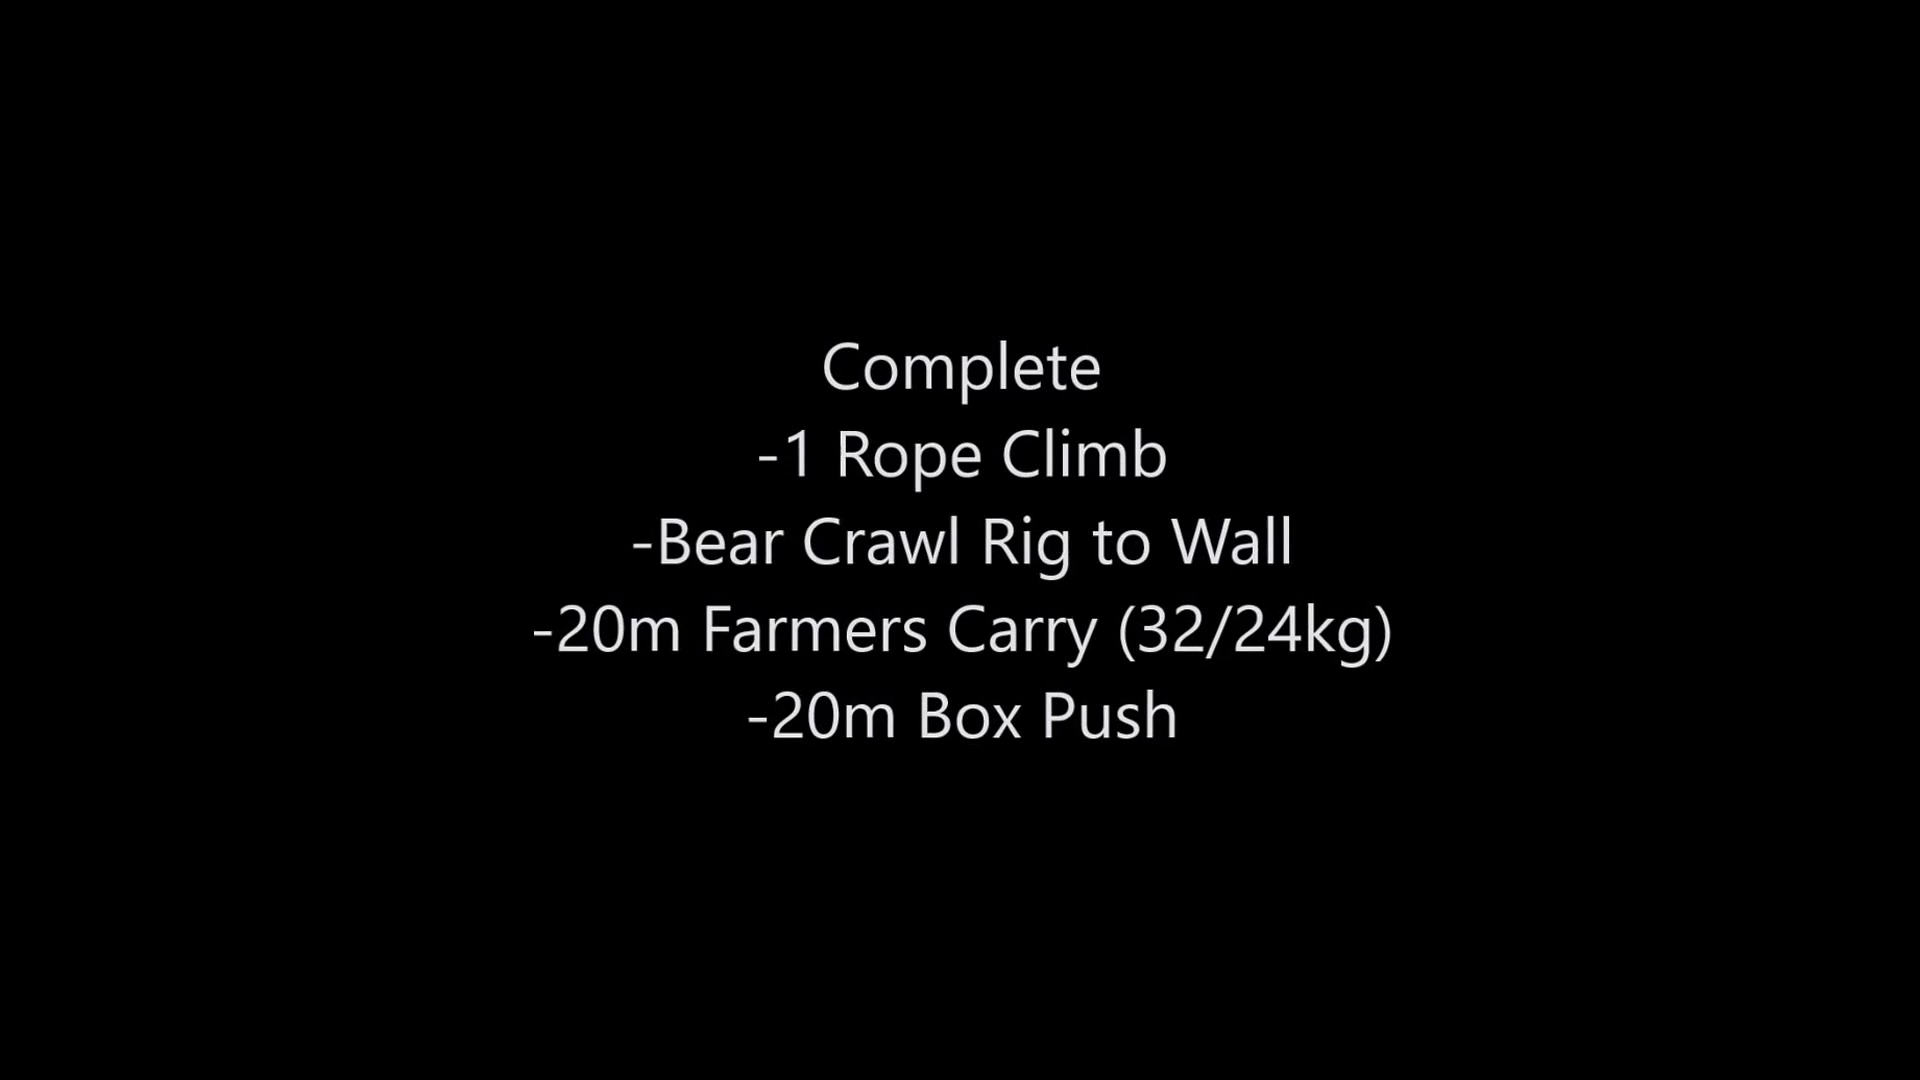 Complete
-1 Rope Climb
-Bear Crawl Rig to Wall
-20m Farmers Carry (32/24kg)
-20m Box Push